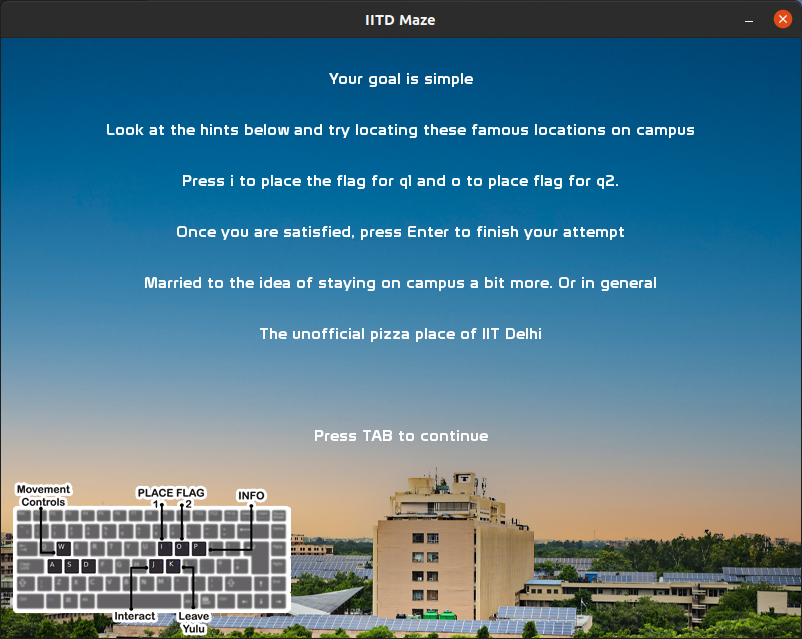 IITD Maze
Your goal is simple
Look at the hints below and try locating these famous locations on campus
Press i to place the flag for q1 and o to place flag for q2.
Once you are satisfied, press Enter to finish your attempt
Married to the idea of staying on campus a bit more. Or in general
The unofficial pizza place of IIT Delhi
Press TAB to continue
Movement
Controls
PLACE FLAG
1 2
INFO
W I O P
A S D J K
Interact
Leave
Yulu